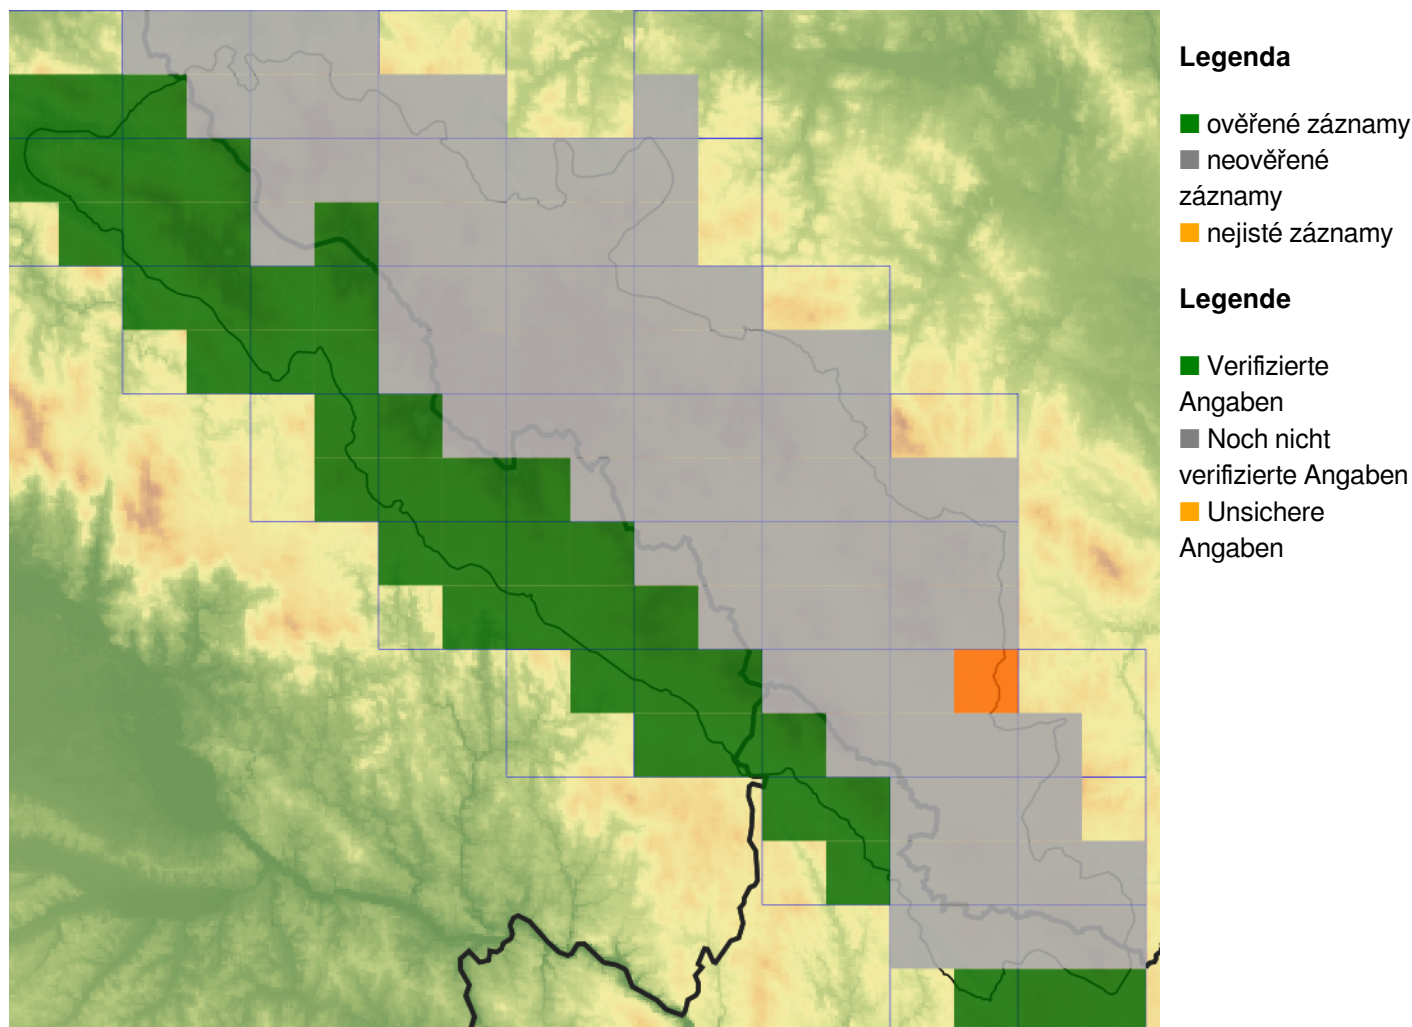 Legenda
ověřené záznamy
neověřené
záznamy
nejisté záznamy
Legende
Verifizierte
Angaben
Noch nicht
verifizierte Angaben
Unsichere
Angaben